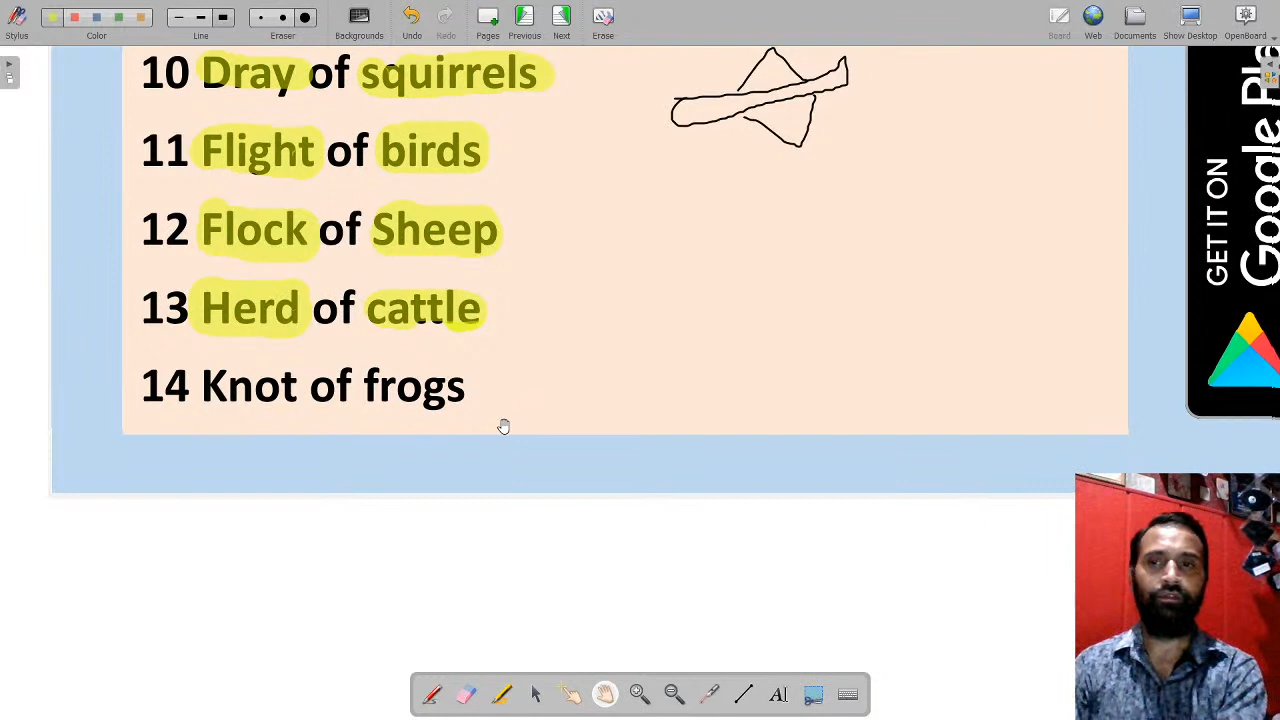 Stylus
Color
Line
Eraser
Backgrounds
Undo
Redo
Pages
Previous
Next
Erase
Board
Web
Documents
Show Desktop
OpenBoard
10 Dray of squirrels
11 Flight of birds
12 Flock of Sheep
13 Herd of cattle
14 Knot of frogs
GET IT ON
Google Pla